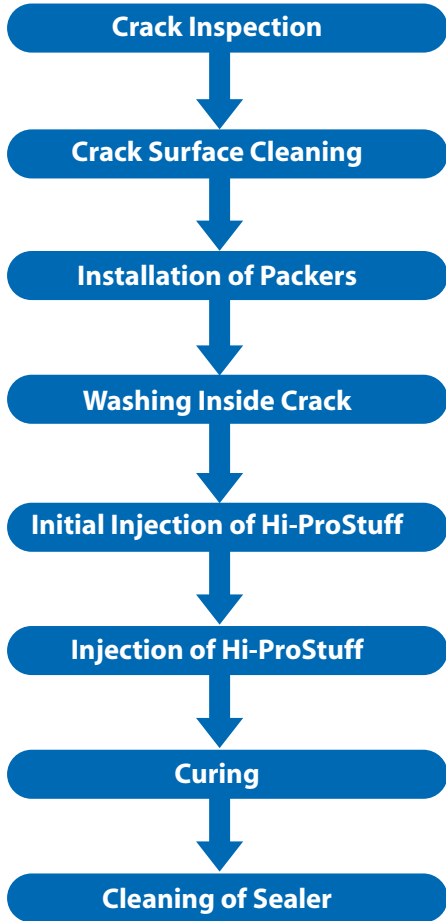 Crack Inspection
Crack Surface Cleaning
Installation of Packers
Washing Inside Crack
Initial Injection of Hi-ProStuff
Injection of Hi-ProStuff
Curing
Cleaning of Sealer